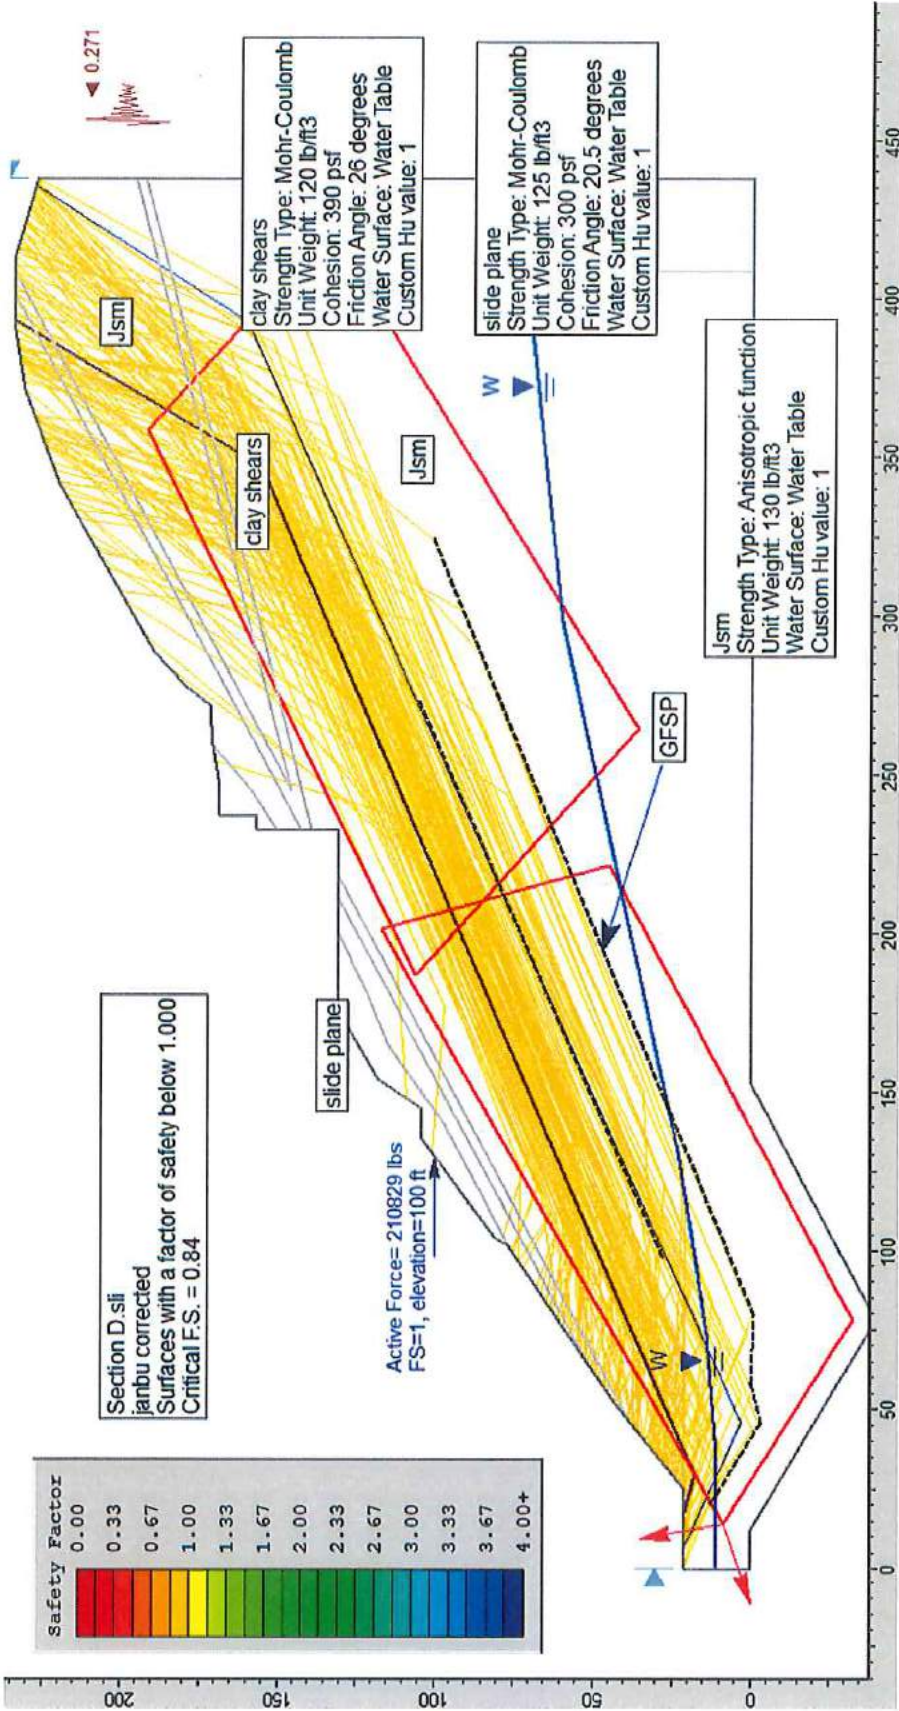 Safety Factor
0.00
0.33
0.67
1.00
1.33
1.67
2.00
2.33
2.67
3.00
3.33
3.67
4.00+
Section D.sli
janbu corrected
Surfaces with a factor of safety below 1.000
Critical F.S. = 0.84
Active Force= 210829 lbs
FS=1, elevation=100 ft
slide plane
clay shears
Jsm
Jsm
0.271
clay shears
Strength Type: Mohr-Coulomb
Unit Weight: 120 lb/ft3
Cohesion: 390 psf
Friction Angle: 26 degrees
Water Surface: Water Table
Custom Hu value: 1
slide plane
Strength Type: Mohr-Coulomb
Unit Weight: 125 lb/ft3
Cohesion: 300 psf
Friction Angle: 20.5 degrees
Water Surface: Water Table
Custom Hu value: 1
Jsm
Strength Type: Anisotropic function
Unit Weight: 130 lb/ft3
Water Surface: Water Table
Custom Hu value: 1
GFSP
W
W
200
150
100
50
0
0
50
100
150
200
250
300
350
400
450